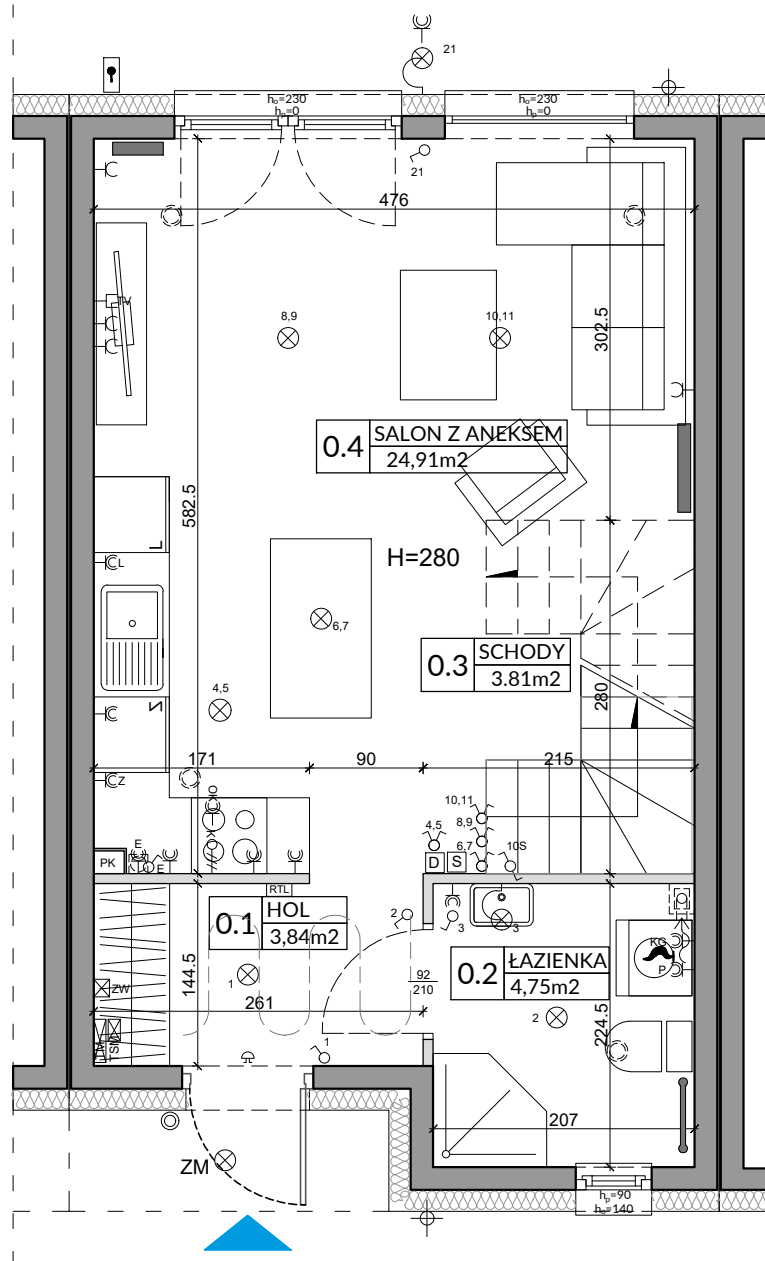 21
hₒ=230
hₚ=0
hₒ=230
hₚ=0
21
476
TV
8,9
10,11
302.5
0.4
SALON Z ANEKSEM
24,91m2
582.5
L
H=280
CL
6,7
0.3
SCHODY
3.81m2
280
4,5
N
171
90
215
Z
OK
10,11
8,9
4,5
6,7
10S
D
S
PK
E
E
RTL
0.1
HOL
3,84m2
2
3
3
0.2
ŁAZIENKA
4,75m2
KG
P
144.5
1
92
210
ZW
261
2
224.5
TSM
1
207
ZM
hₚ=90
hₒ=140